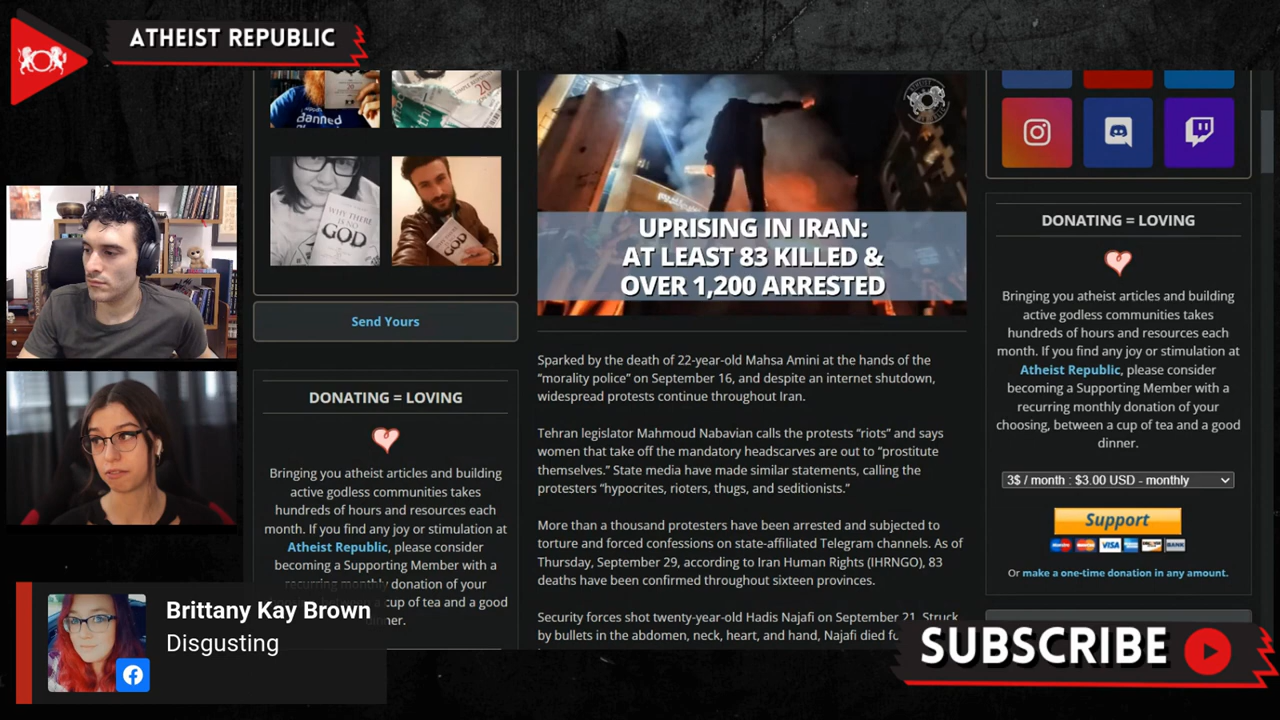 ATHEIST REPUBLIC
Banned
20
WHY THERE
GOD
GOD
Send Yours
DONATING = LOVING
Bringing you atheist articles and building
active godless communities takes
hundreds of hours and resources each
month. If you find any joy or stimulation at
Atheist Republic, please consider
becoming a Supporting Member with a
recurring monthly donation of your
cup of tea and a good
UPRISING IN IRAN:
AT LEAST 83 KILLED &
OVER 1,200 ARRESTED
Sparked by the death of 22-year-old Mahsa Amini at the hands of the
“morality police” on September 16, and despite an internet shutdown,
widespread protests continue throughout Iran.
Tehran legislator Mahmoud Nabavian calls the protests “riots” and says
women that take off the mandatory headscarves are out to “prostitute
themselves.” State media have made similar statements, calling the
protesters “hypocrites, rioters, thugs, and seditionists.”
More than a thousand protesters have been arrested and subjected to
torture and forced confessions on state-affiliated Telegram channels. As of
Thursday, September 29, according to Iran Human Rights (IHRNGO), 83
deaths have been confirmed throughout sixteen provinces.
Security forces shot twenty-year-old Hadis Najafi on September 21. Struck
by bullets in the abdomen, neck, heart, and hand, Najafi died
DONATING = LOVING
Bringing you atheist articles and building
active godless communities takes
hundreds of hours and resources each
month. If you find any joy or stimulation at
Atheist Republic, please consider
becoming a Supporting Member with a
recurring monthly donation of your
choosing, between a cup of tea and a good
dinner.
3$ / month : $3.00 USD - monthly
Support
VISA
BANK
Or make a one-time donation in any amount.
Brittany Kay Brown
Disgusting
SUBSCRIBE